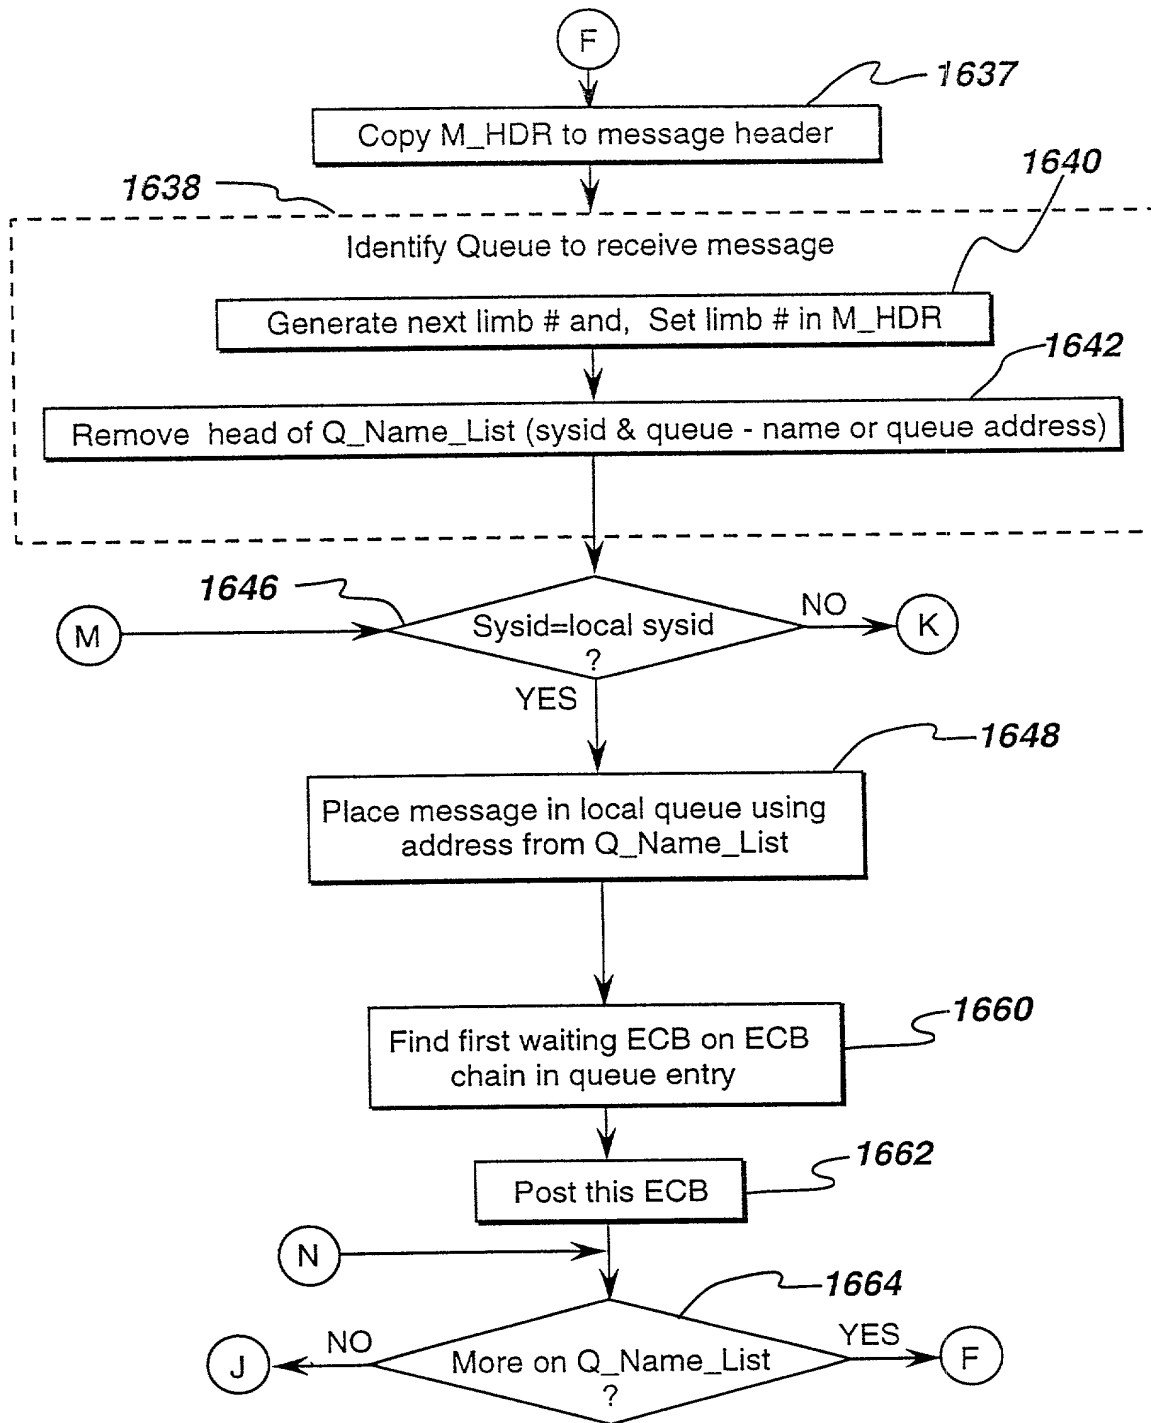 F
1637
Copy M_HDR to message header
1640
1638
Identify Queue to receive message
Generate next limb # and, Set limb # in M_HDR
1642
Remove head of Q_Name_List (sysid & queue - name or queue address)
1646
M
Sysid=local sysid
?
NO
K
YES
1648
Place message in local queue using
address from Q_Name_List
1660
Find first waiting ECB on ECB
chain in queue entry
1662
Post this ECB
N
1664
J
NO
More on Q_Name_List
?
YES
F